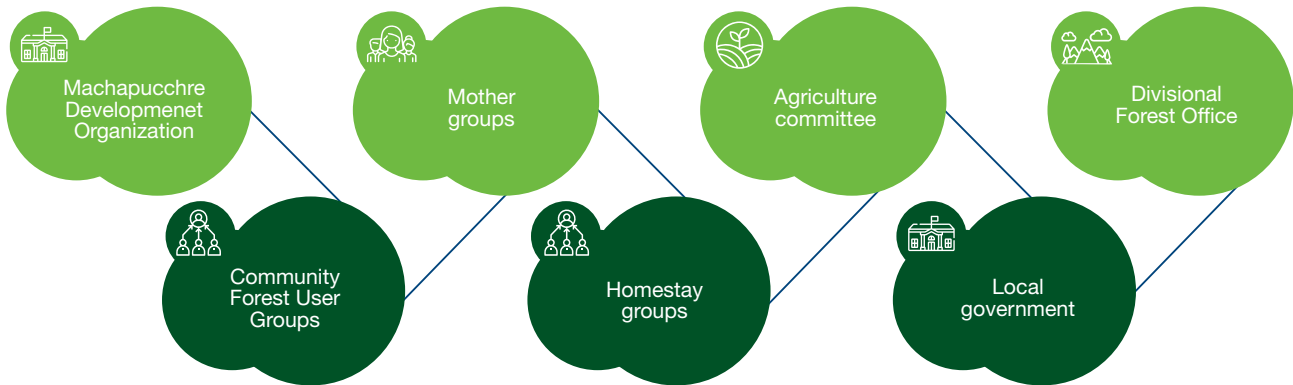 Machapucchre
Developmenet
Organization
Mother
groups
Agriculture
committee
Divisional
Forest Office
Community
Forest User
Groups
Homestay
groups
Local
government